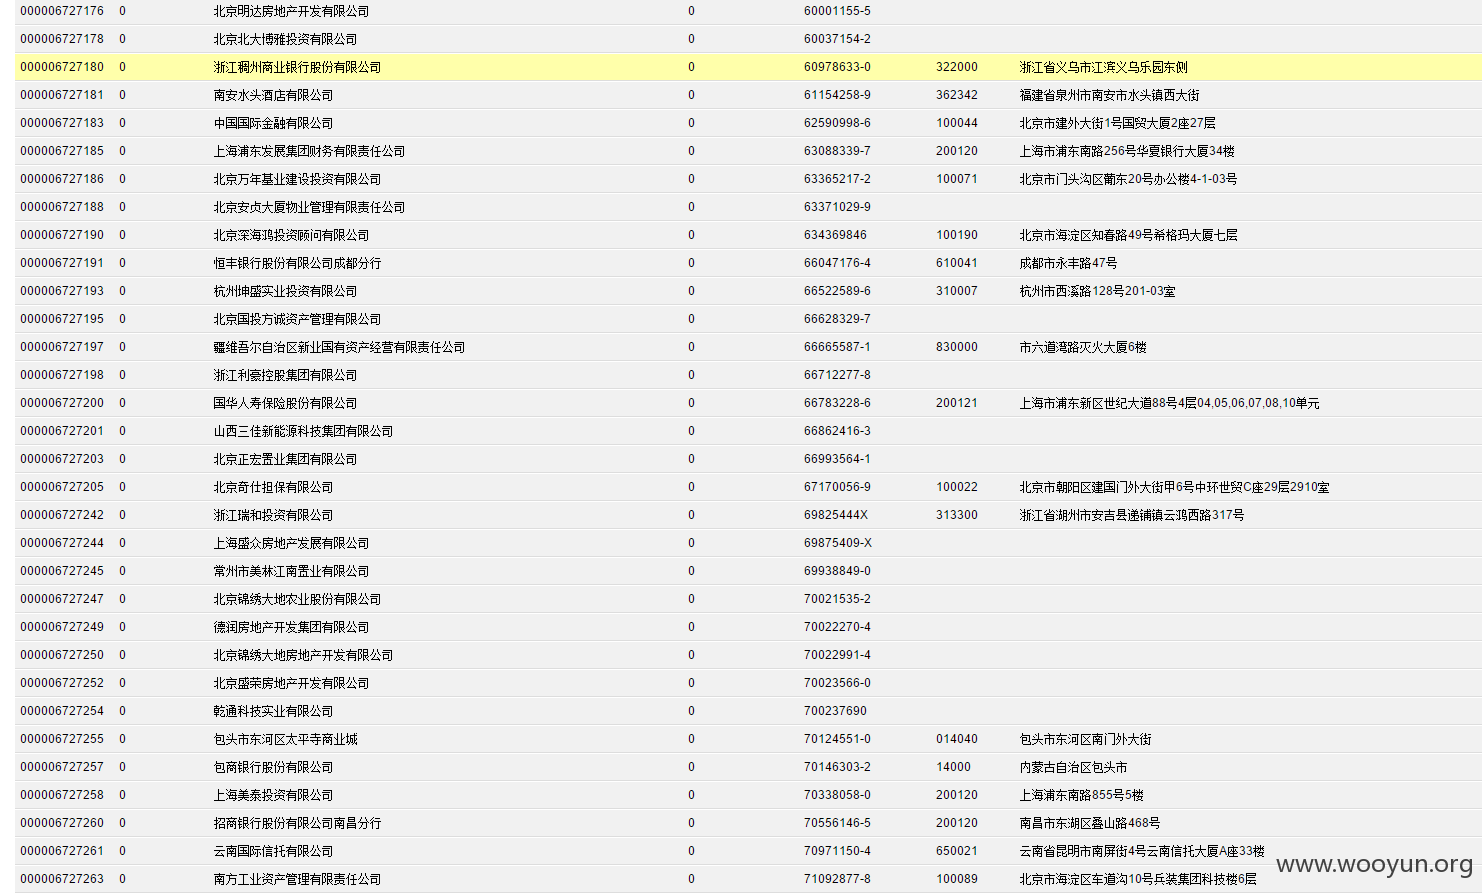 000006727176 0 北京明达房地产开发有限公司 0 60001155-5
000006727178 0 北京北大博雅投资有限公司 0 60037154-2
000006727180 0 浙江稠州商业银行股份有限公司 0 60978633-0 322000 浙江省义乌市江滨义乌乐园东侧
000006727181 0 南安水头酒店有限公司 0 61154258-9 362342 福建省泉州市南安市水头镇西大街
000006727183 0 中国国际金融有限公司 0 62590998-6 100044 北京市建外大街1号国贸大厦2座27层
000006727185 0 上海浦东发展集团财务有限责任公司 0 63088339-7 200120 上海市浦东南路256号华夏银行大厦34楼
000006727186 0 北京万年基业建设投资有限公司 0 63365217-2 100071 北京市门头沟区葡东20号办公楼4-1-03号
000006727188 0 北京安贞大厦物业管理有限责任公司 0 63371029-9
000006727190 0 北京深海鸿投资顾问有限公司 0 634369846 100190 北京市海淀区知春路49号希格玛大厦七层
000006727191 0 恒丰银行股份有限公司成都分行 0 66047176-4 610041 成都市永丰路47号
000006727193 0 杭州坤盛实业投资有限公司 0 66522589-6 310007 杭州市西溪路128号201-03室
000006727195 0 北京国投方诚资产管理有限公司 0 66628329-7
000006727197 0 疆维吾尔自治区新业国有资产经营有限责任公司 0 66665587-1 830000 市六道湾路灭火大厦6楼
000006727198 0 浙江利豪控股集团有限公司 0 66712277-8
000006727200 0 国华人寿保险股份有限公司 0 66783228-6 200121 上海市浦东新区世纪大道88号4层04,05,06,07,08,10单元
000006727201 0 山西三佳新能源科技集团有限公司 0 66862416-3
000006727203 0 北京正宏置业集团有限公司 0 66993564-1
000006727205 0 北京奇仕担保有限公司 0 67170056-9 100022 北京市朝阳区建国门外大街甲6号中环世贸C座29层2910室
000006727242 0 浙江瑞和投资有限公司 0 69825444X 313300 浙江省湖州市安吉县递铺镇云鸿西路317号
000006727244 0 上海盛众房地产发展有限公司 0 69875409-X
000006727245 0 常州市美林江南置业有限公司 0 69938849-0
000006727247 0 北京锦绣大地农业股份有限公司 0 70021535-2
000006727249 0 德润房地产开发集团有限公司 0 70022270-4
000006727250 0 北京锦绣大地房地产开发有限公司 0 70022991-4
000006727252 0 北京盛荣房地产开发有限公司 0 70023566-0
000006727254 0 乾通科技实业有限公司 0 700237690
000006727255 0 包头市东河区太平寺商业城 0 70124551-0 014040 包头市东河区南门外大街
000006727257 0 包商银行股份有限公司 0 70146303-2 14000 内蒙古自治区包头市
000006727258 0 上海美泰投资有限公司 0 70338058-0 200120 上海浦东南路855号5楼
000006727260 0 招商银行股份有限公司南昌分行 0 70556146-5 200120 南昌市东湖区叠山路468号
000006727261 0 云南国际信托有限公司 0 70971150-4 650021 云南省昆明市南屏街4号云南信托大厦A座33楼
000006727263 0 南方工业资产管理有限责任公司 0 71092877-8 100089 北京市海淀区车道沟10号兵装集团科技楼6层
www.wooyun.org